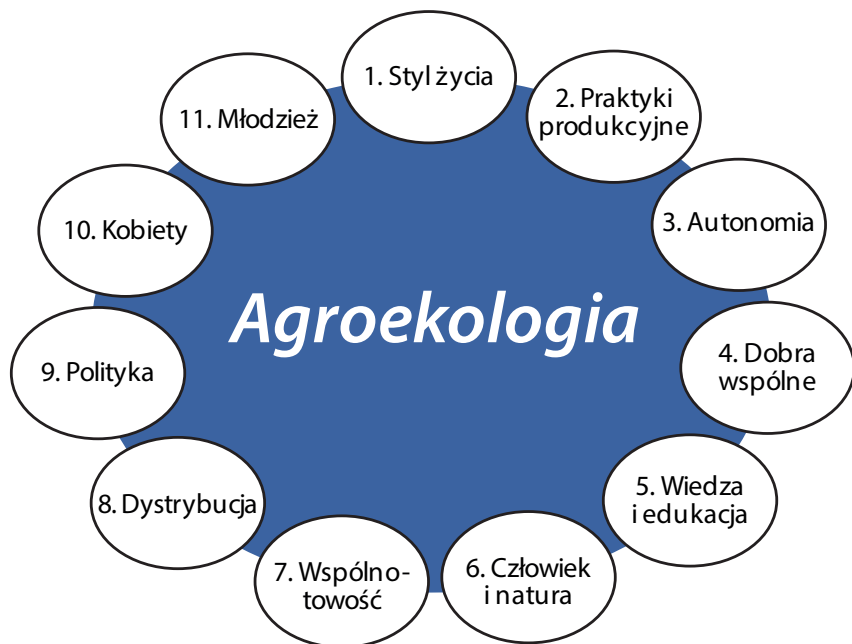 1. Styl życia
2. Praktyki
produkcyjne
3. Autonomia
4. Dobra
wspólne
5. Wiedza
i edukacja
6. Człowiek
i natura
7. Wspólno-
towość
8. Dystrybucja
9. Polityka
10. Kobiety
11. Młodzież
Agroekologia